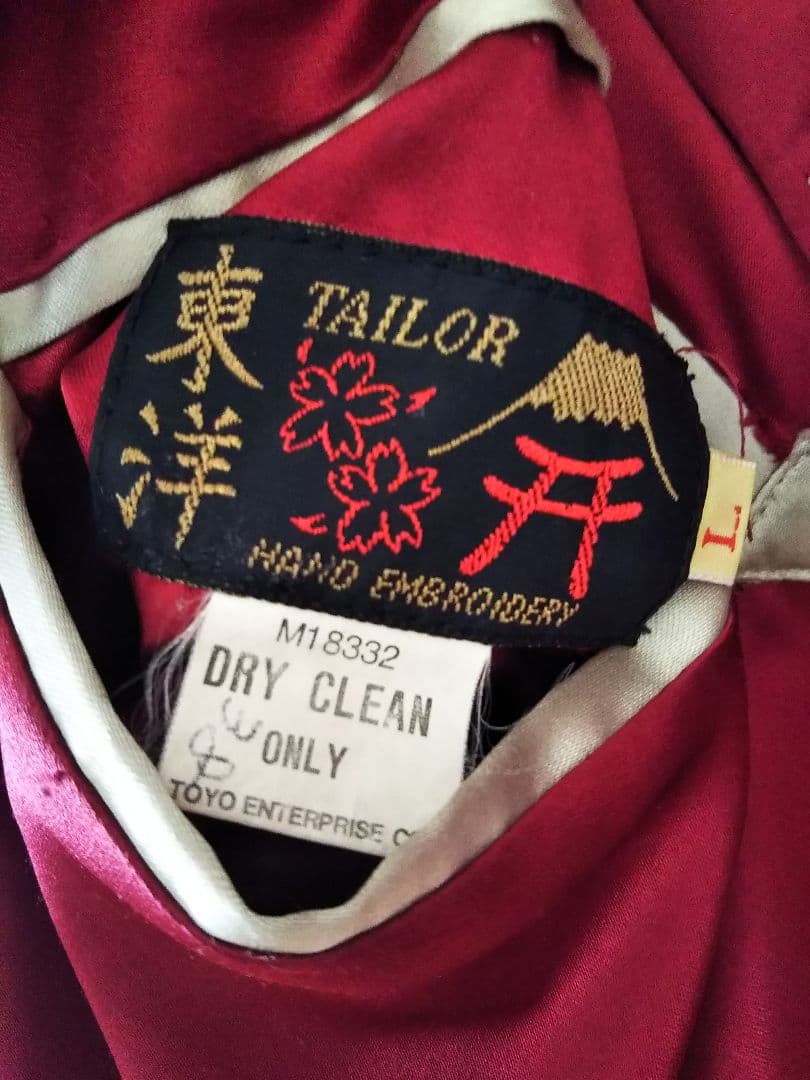 東洋
TAILOR
HAND EMBROIDERY
L
M18332
DRY CLEAN
ONLY
TOYO ENTERPRISE C